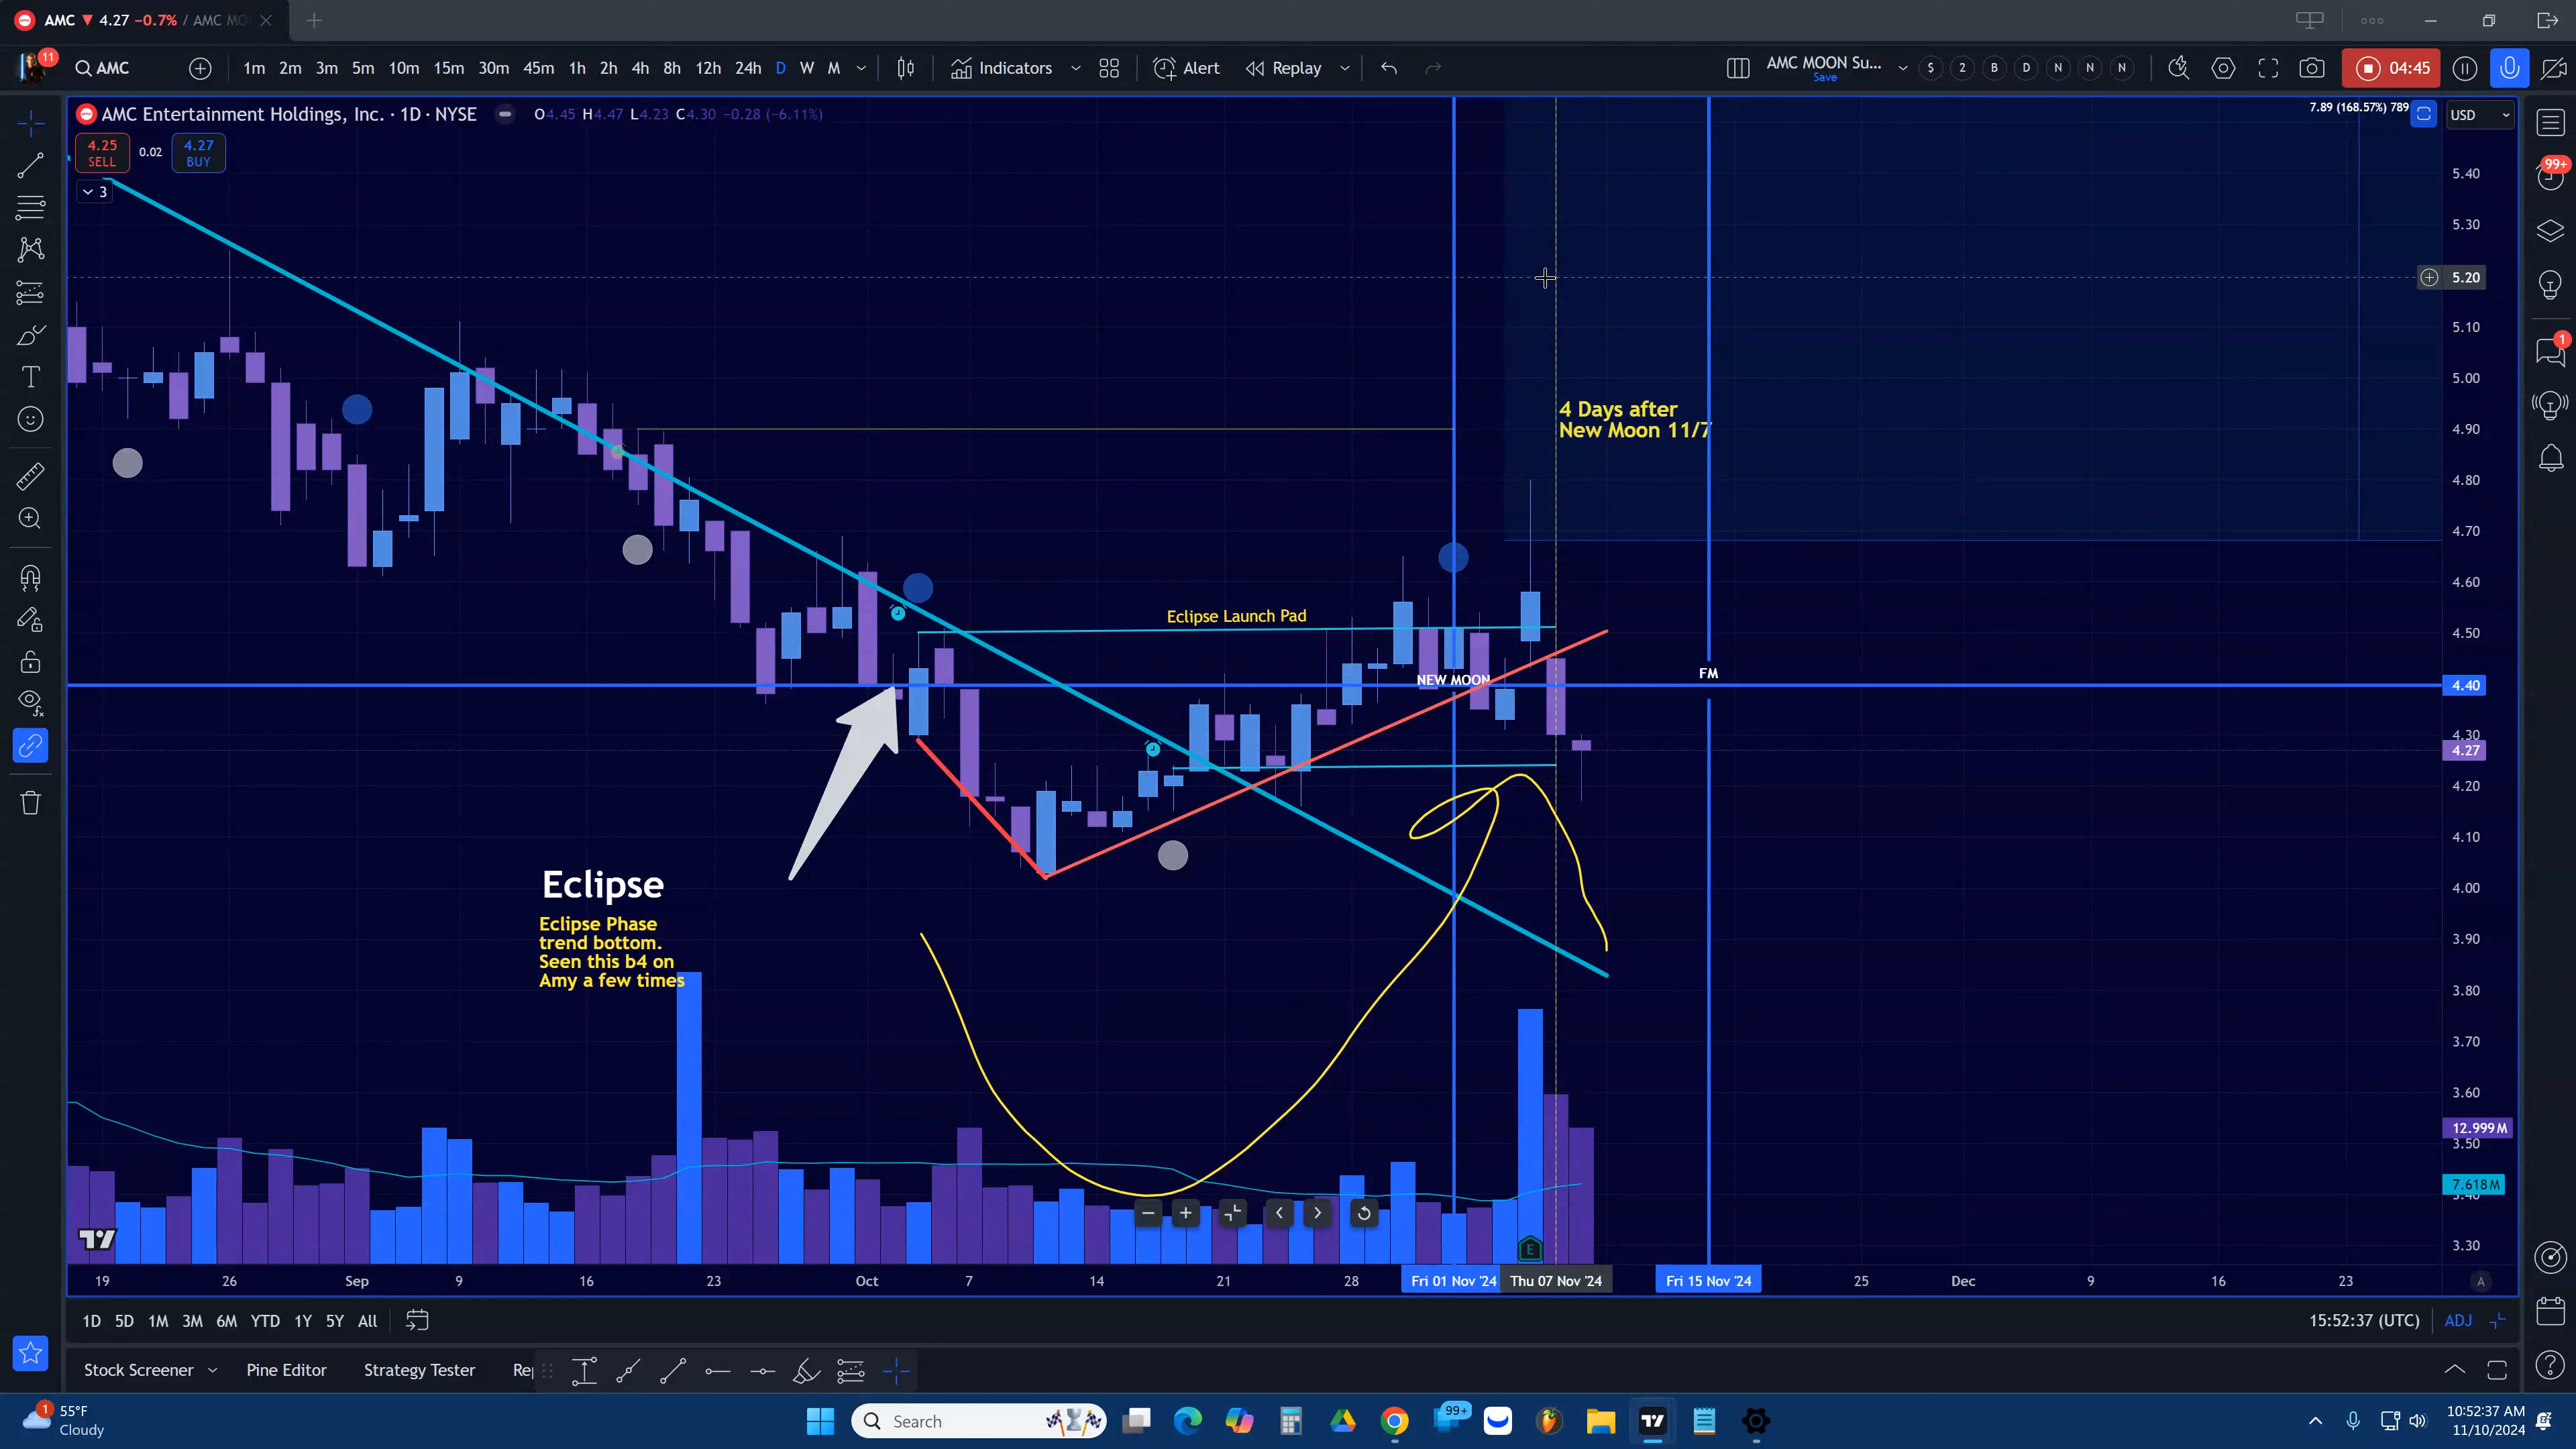 AMC ▼ 4.27 −0.7% / AMC MO
11 AMC 1m 2m 3m 5m 10m 15m 30m 45m 1h 2h 4h 8h 12h 24h D W M Indicators Alert Replay AMC MOON Su... $ 2 B D N N N 04:45
Save
AMC Entertainment Holdings, Inc. · 1D · NYSE O4.45 H4.47 L4.23 C4.30 −0.28 (−6.11%)
7.89 (168.57%) 789
USD
4.25 SELL
0.02
4.27 BUY
3
99+
1
5.40
5.30
5.20
5.10
5.00
4.90
4.80
4.70
4.60
4.50
4.40
4.30
4.27
4.20
4.10
4.00
3.90
3.80
3.70
3.60
12.999M
3.50
7.618M
3.40
3.30
4 Days after
New Moon 11/7
Eclipse Launch Pad
NEW MOON
FM
Eclipse
Eclipse Phase
trend bottom.
Seen this b4 on
Amy a few times
E
19 26 Sep 9 16 23 Oct 7 14 21 28 Fri 01 Nov '24 Thu 07 Nov '24 Fri 15 Nov '24 25 Dec 9 16 23 A
1D 5D 1M 3M 6M YTD 1Y 5Y All 15:52:37 (UTC) ADJ
Stock Screener Pine Editor Strategy Tester Re
1
55°F
Cloudy
Search
99+
10:52:37 AM
11/10/2024